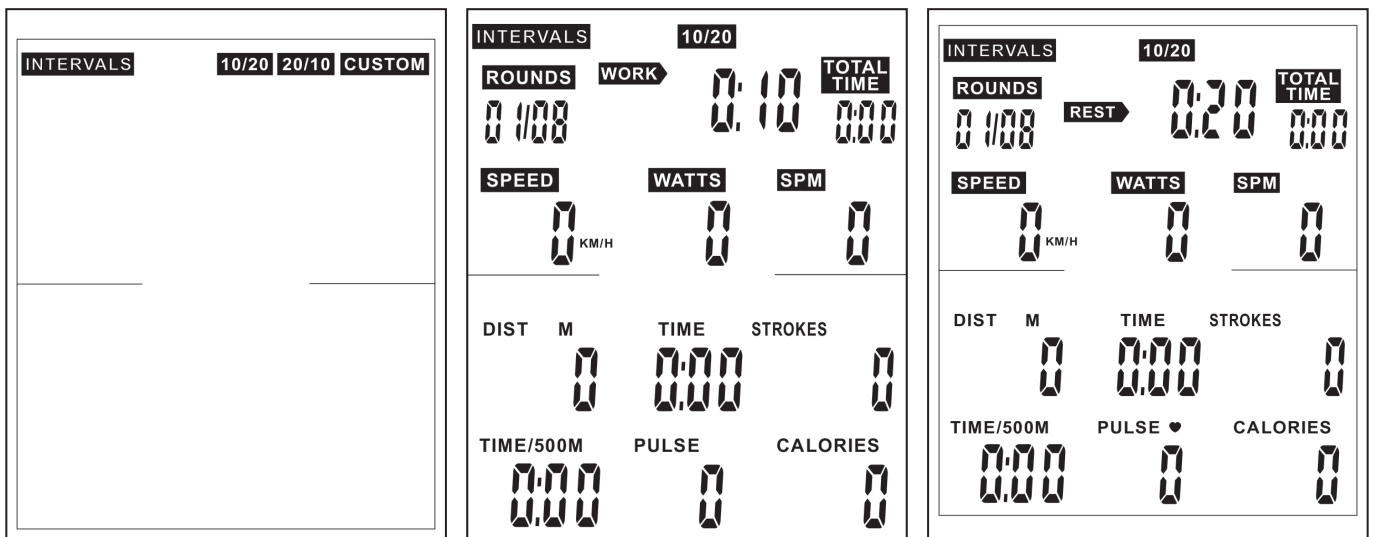 INTERVALS 10/20 20/10 CUSTOM
INTERVALS 10/20
ROUNDS WORK 0:10 TOTAL TIME
01/08 0:00
SPEED WATTS SPM
0 KM/H 0 0
DIST M TIME STROKES
0 0:00 0
TIME/500M PULSE CALORIES
0:00 0 0
INTERVALS 10/20
ROUNDS REST 0:20 TOTAL TIME
01/08 0:00
SPEED WATTS SPM
0 KM/H 0 0
DIST M TIME STROKES
0 0:00 0
TIME/500M PULSE ♥ CALORIES
0:00 0 0